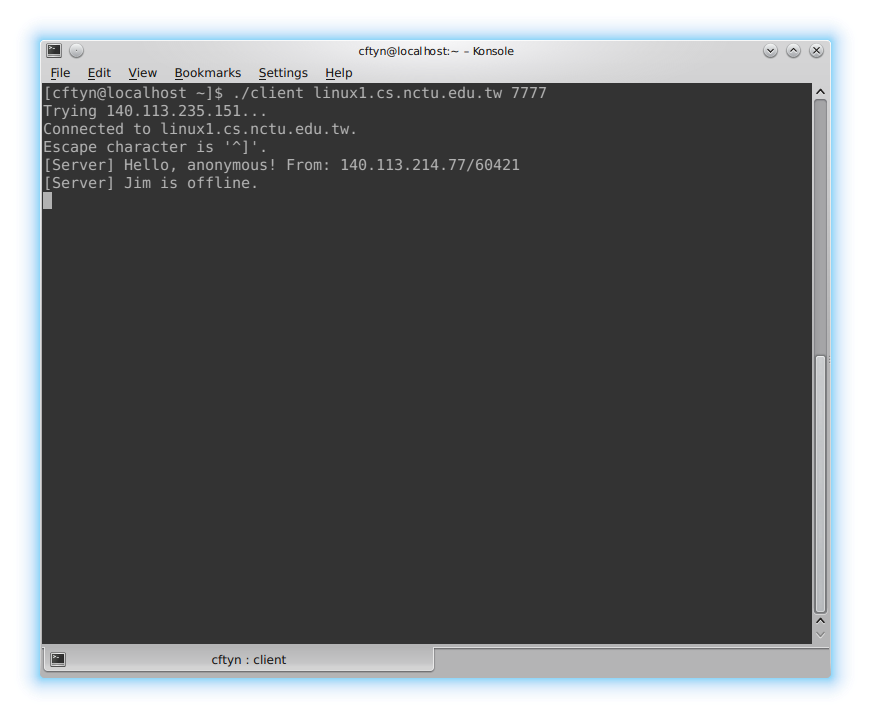 cftyn@localhost:~ – Konsole
File Edit View Bookmarks Settings Help
[cftyn@localhost ~]$ ./client linux1.cs.nctu.edu.tw 7777
Trying 140.113.235.151...
Connected to linux1.cs.nctu.edu.tw.
Escape character is '^]'.
[Server] Hello, anonymous! From: 140.113.214.77/60421
[Server] Jim is offline.
cftyn : client